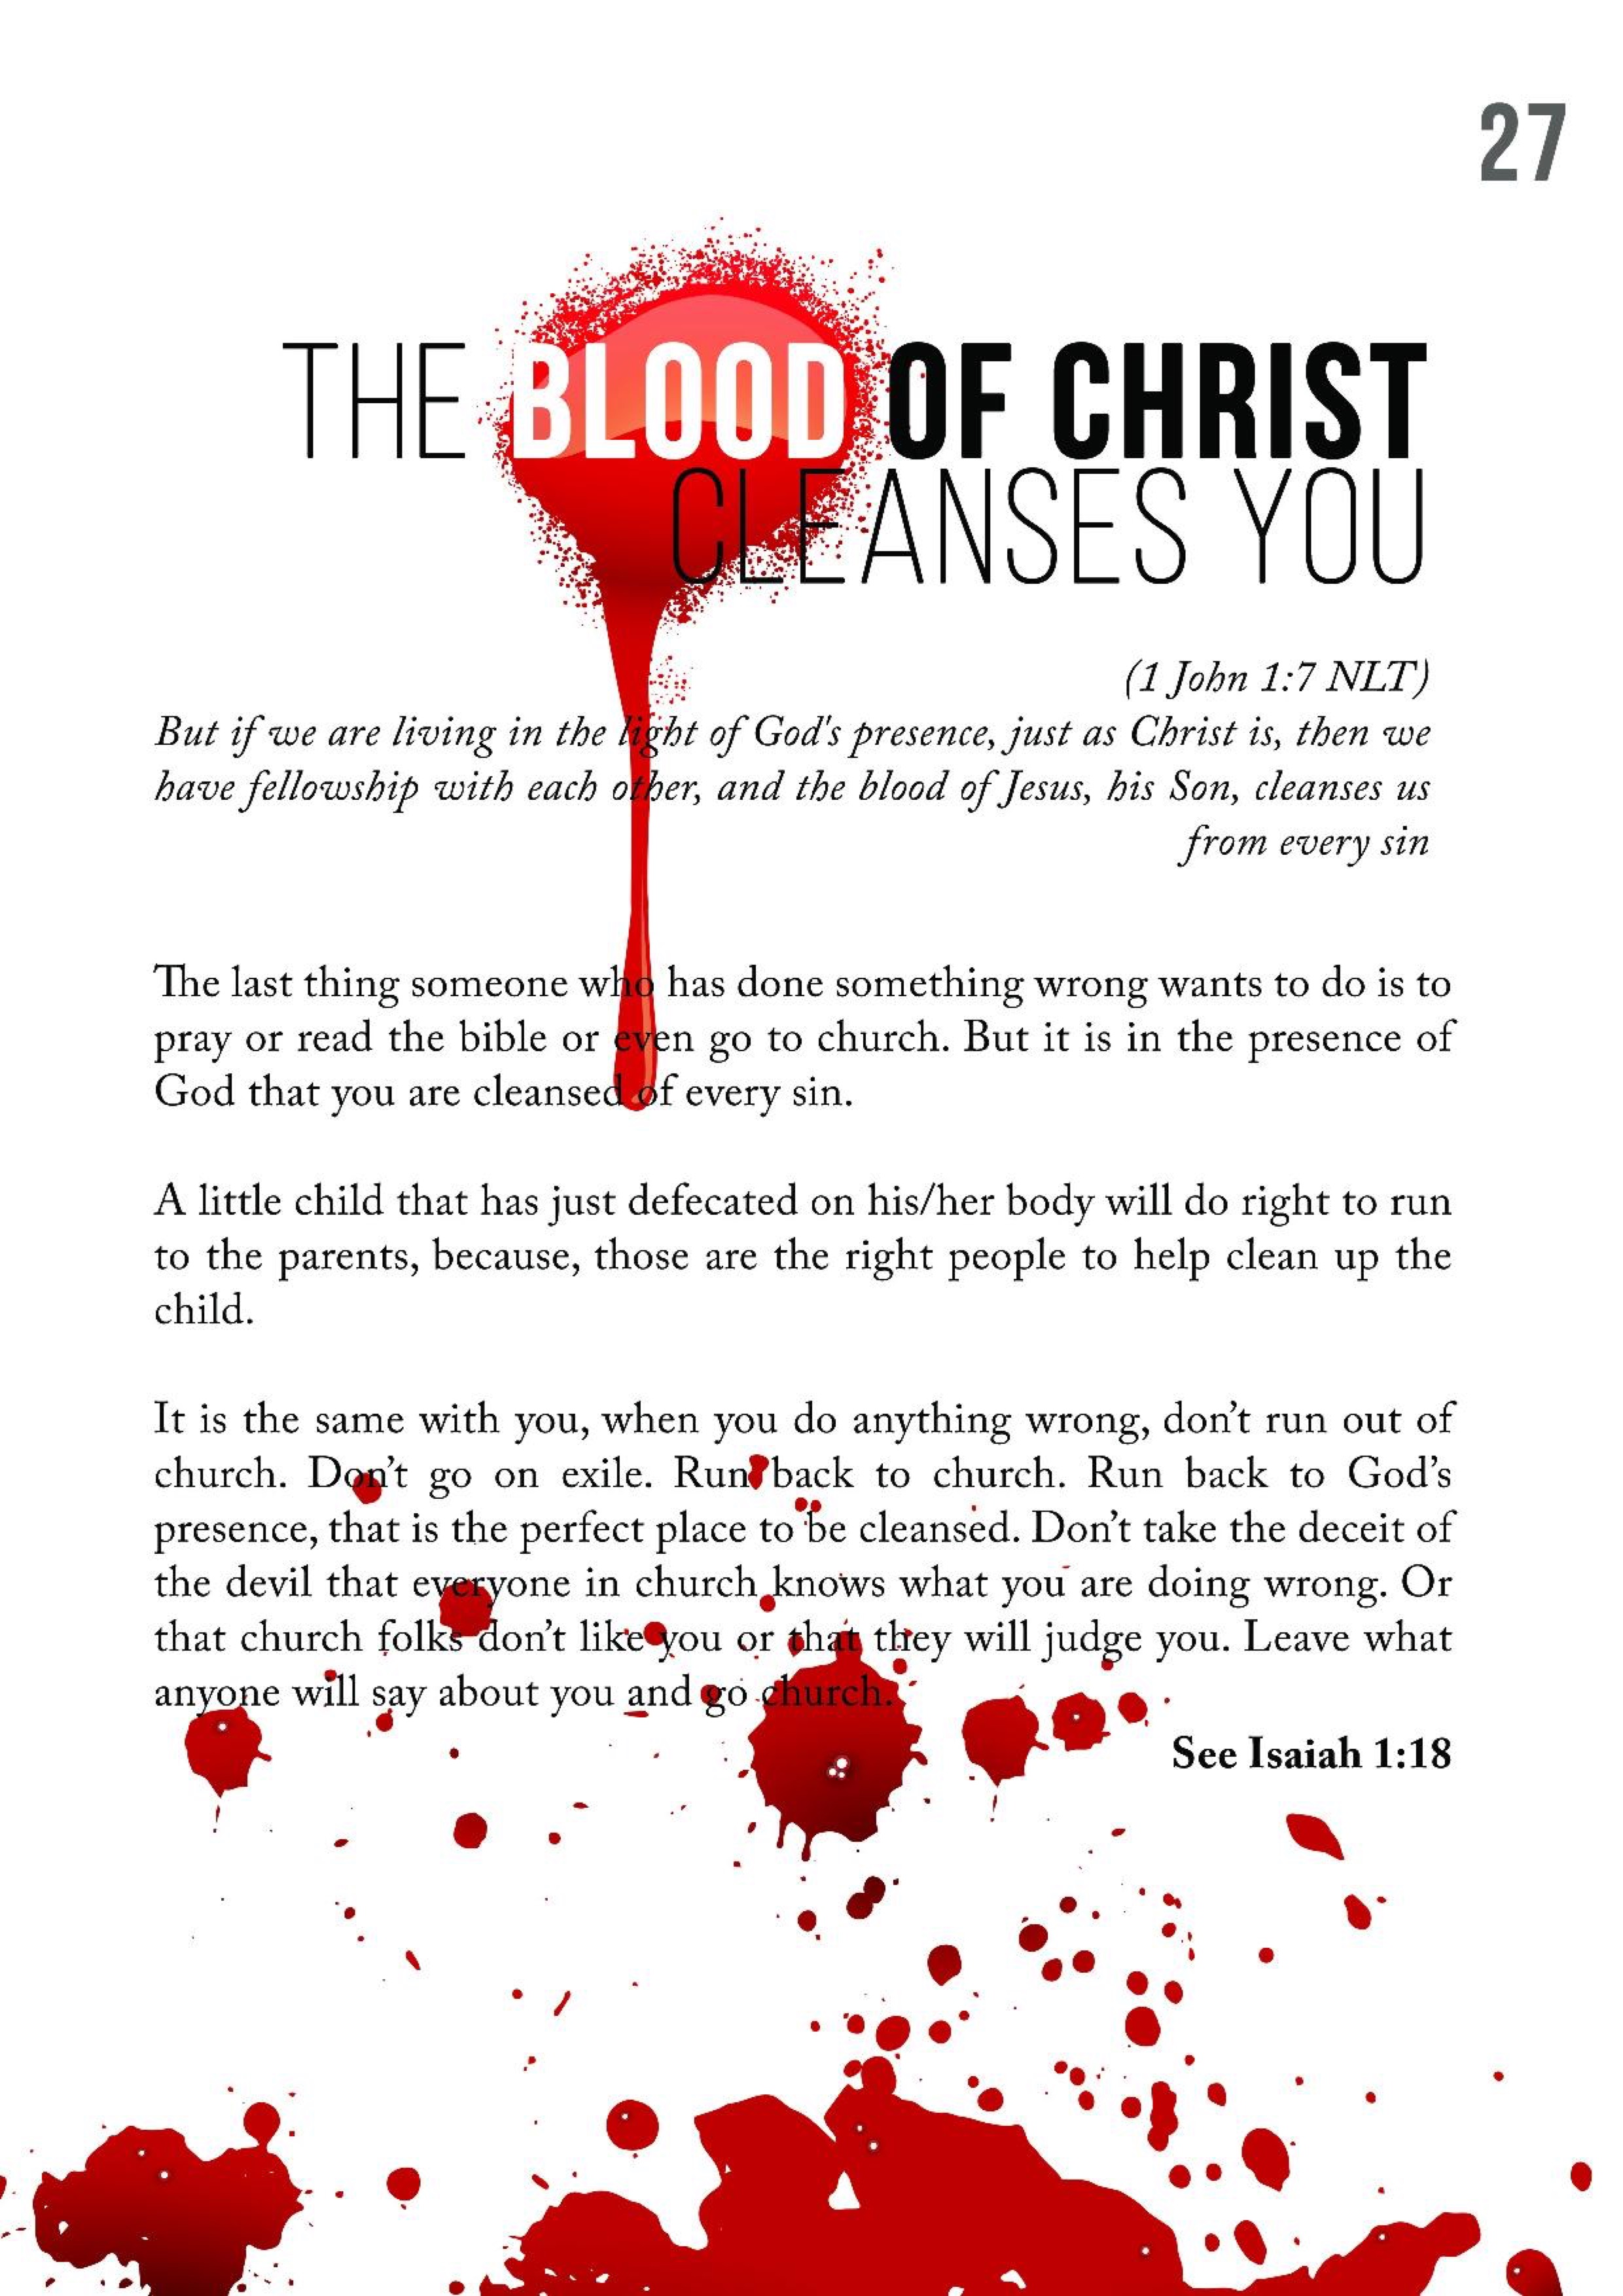 27
THE BLOOD OF CHRIST
CLEANSES YOU
(1 John 1:7 NLT)
But if we are living in the light of God's presence, just as Christ is, then we
have fellowship with each other, and the blood of Jesus, his Son, cleanses us
from every sin
The last thing someone who has done something wrong wants to do is to
pray or read the bible or even go to church. But it is in the presence of
God that you are cleansed of every sin.
A little child that has just defecated on his/her body will do right to run
to the parents, because, those are the right people to help clean up the
child.
It is the same with you, when you do anything wrong, don’t run out of
church. Don’t go on exile. Run back to church. Run back to God’s
presence, that is the perfect place to be cleansed. Don’t take the deceit of
the devil that everyone in church knows what you are doing wrong. Or
that church folks don’t like you or that they will judge you. Leave what
anyone will say about you and go church.
See Isaiah 1:18